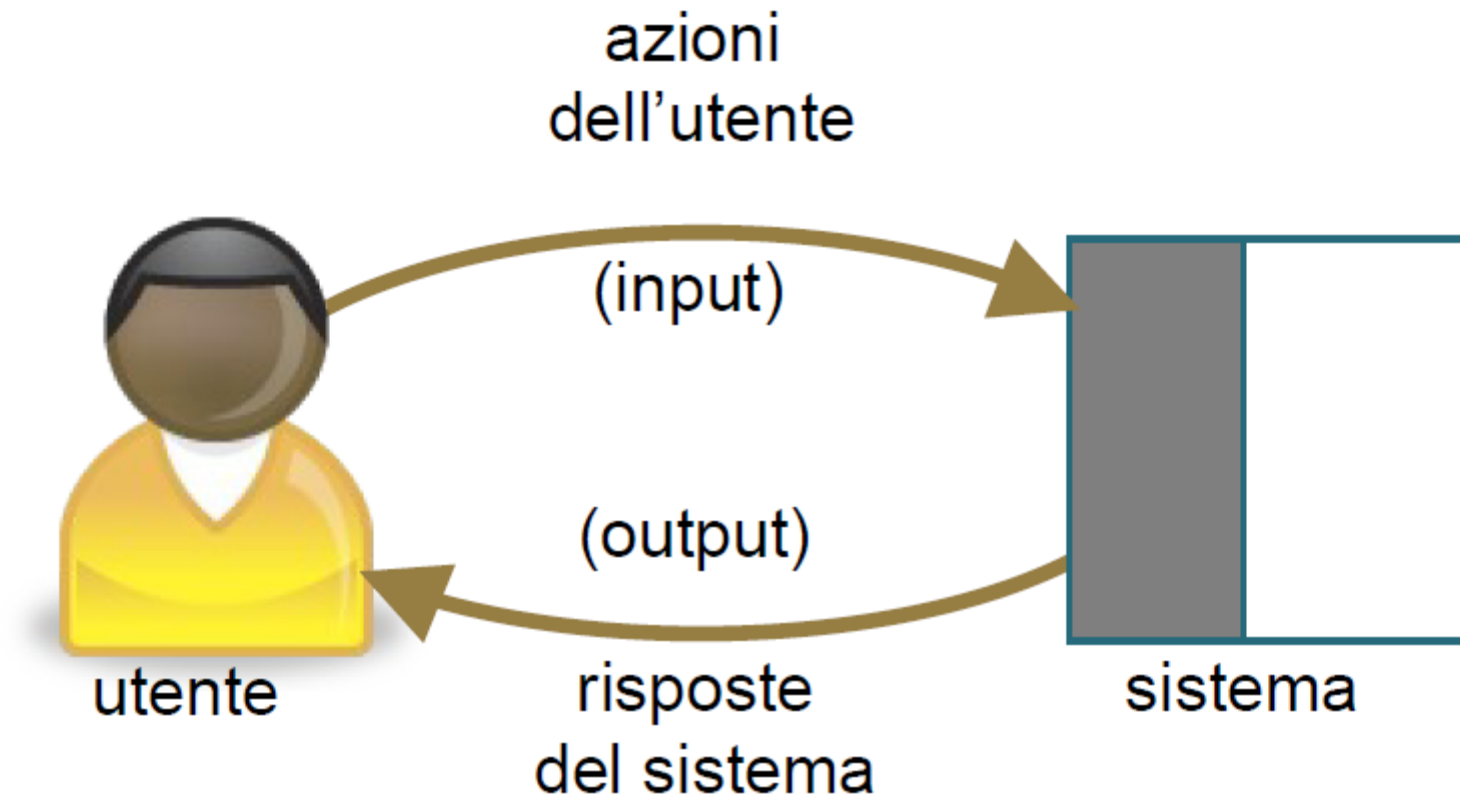 azioni
dell’utente
(input)
(output)
utente
risposte
del sistema
sistema